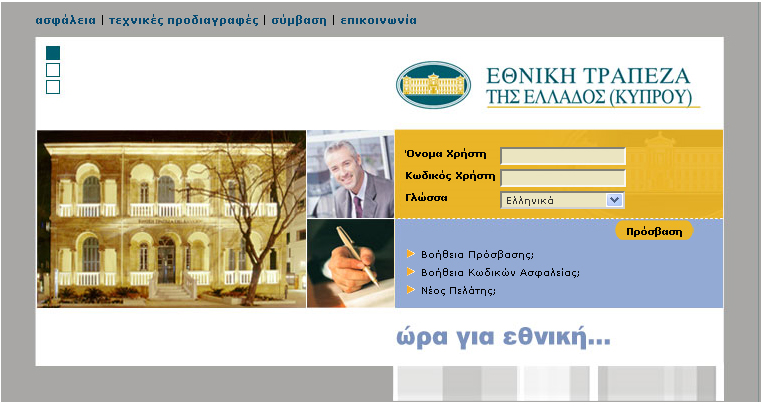 ασφάλεια | τεχνικές προδιαγραφές | σύμβαση | επικοινωνία
ΕΘΝΙΚΗ ΤΡΑΠΕΖΑ
ΤΗΣ ΕΛΛΑΔΟΣ (ΚΥΠΡΟΥ)
Όνομα Χρήστη
Κωδικός Χρήστη
Γλώσσα
Ελληνικά
Πρόσβαση
Βοήθεια Πρόσβασης;
Βοήθεια Κωδικών Ασφαλείας;
Νέος Πελάτης;
ώρα για εθνική...